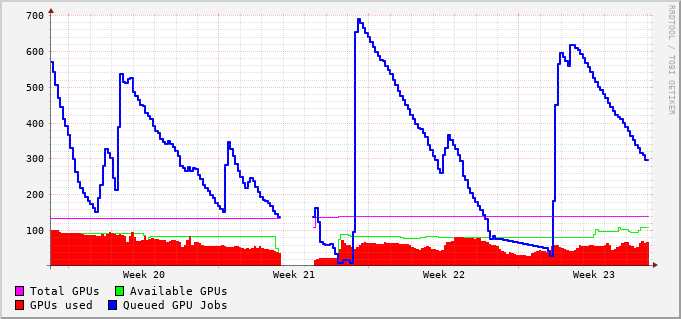 700
600
500
400
300
200
100
Week 20 Week 21 Week 22 Week 23
Total GPUs Available GPUs
GPUs used Queued GPU Jobs
RRDTOOL / TOBI OETIKER